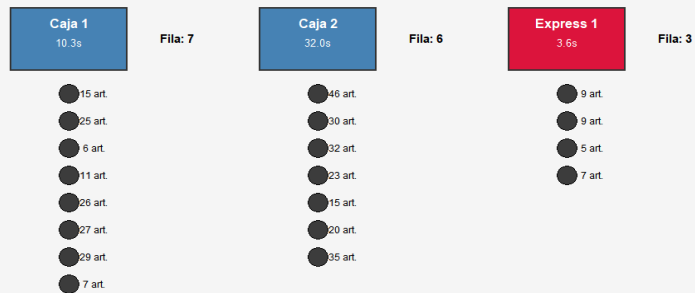 Caja 1
10.3s
Fila: 7
15 art.
25 art.
6 art.
11 art.
26 art.
27 art.
29 art.
7 art.
Caja 2
32.0s
Fila: 6
46 art.
30 art.
32 art.
23 art.
15 art.
20 art.
35 art.
Express 1
3.6s
Fila: 3
9 art.
9 art.
5 art.
7 art.